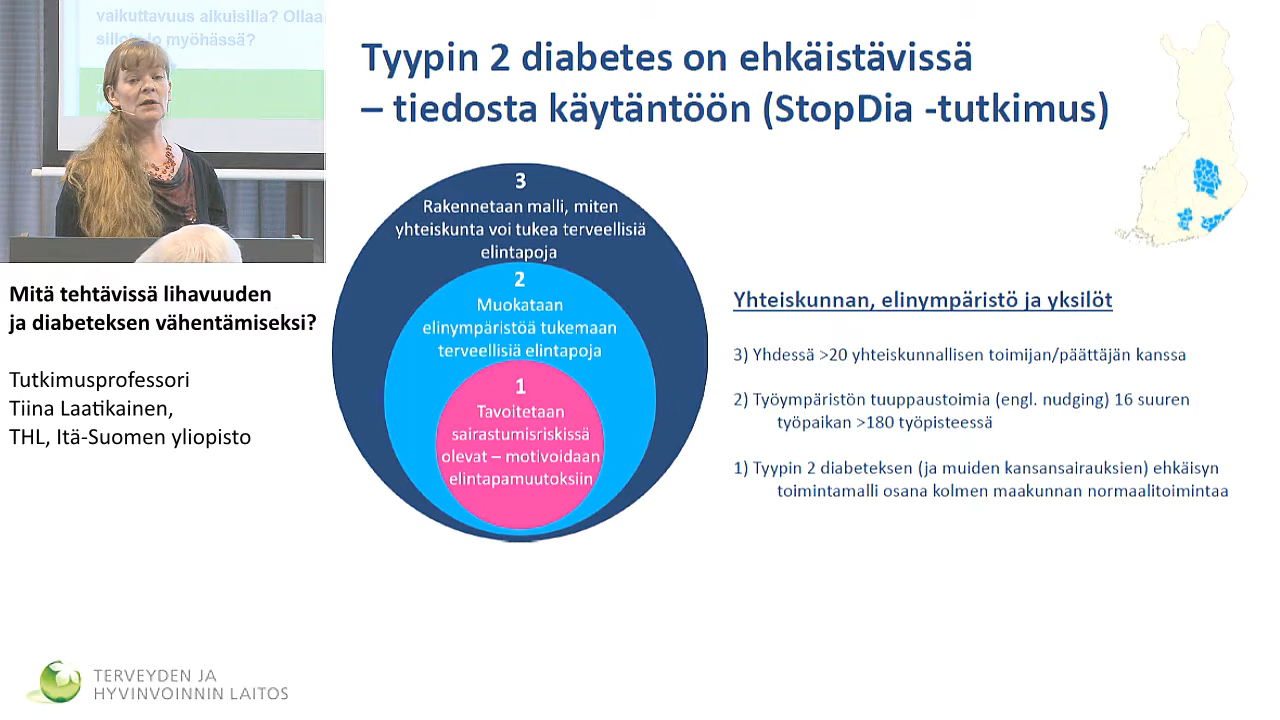 vaikuttavuus aikuisilla? Ollaa
silloin jo myöhässä?
Mitä tehtävissä lihavuuden
ja diabeteksen vähentämiseksi?
Tutkimusprofessori
Tiina Laatikainen,
THL, Itä-Suomen yliopisto
Tyypin 2 diabetes on ehkäistävissä
– tiedosta käytäntöön (StopDia -tutkimus)
3
Rakennetaan malli, miten
yhteiskunta voi tukea terveellisiä
elintapoja
2
Muokataan
elinympäristöä tukemaan
terveellisiä elintapoja
1
Tavoitetaan
sairastumisriskissä
olevat – motivoidaan
elintapamuutoksiin
Yhteiskunnan, elinympäristö ja yksilöt
3) Yhdessä >20 yhteiskunnallisen toimijan/päättäjän kanssa
2) Työympäristön tuuppaustoimia (engl. nudging) 16 suuren
työpaikan >180 työpisteessä
1) Tyypin 2 diabeteksen (ja muiden kansansairauksien) ehkäisyn
toimintamalli osana kolmen maakunnan normaalitoimintaa
TERVEYDEN JA
HYVINVOINNIN LAITOS